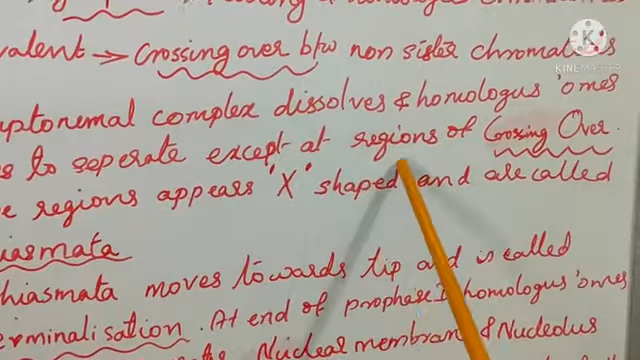 valent → Crossing over b/w non sister chromatids
ptonemal complex dissolves & homologus 'omes
s to seperate except at regions of Crossing Over.
e regions appears "X" shaped and are called
iasmata
hiasmata moves towards tip and is called
erminalisation. At end of prophase I homologus 'omes
Nuclear membran & Nucleolus
K
KINEMASTER